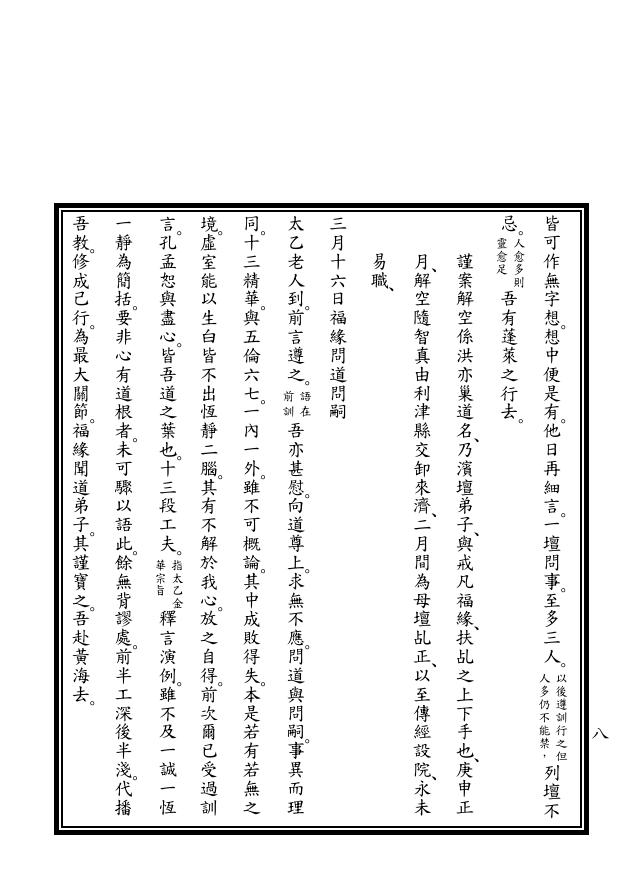 皆可作無字想。想中便是有。他日再細言。一壇問事。至多三人。以後遵訓行之但人多仍不能禁，列壇不
忌。人愈多則靈愈足 吾有蓬萊之行去。
謹案解空係洪亦巢道名、乃濱壇弟子、與戒凡福緣、扶乩之上下手也、庚申正
月、解空隨智真由利津縣交卸來濟、二月間為母壇乩正、以至傳經設院、永未
易職、
三月十六日福緣問道問嗣
太乙老人到。前言遵之。語在前訓 吾亦甚慰。向道尊上。求無不應。問道與問嗣。事異而理
同。十三精華。與五倫六七。一內一外。雖不可概論。其中成敗得失。本是若有若無之
境。虛室能以生白皆不出恆靜二腦。其有不解於我心。放之自得。前次爾已受過訓
言。孔孟恕與盡心。皆吾道之葉也。十三段工夫。指太乙金華宗旨 釋言演例。雖不及一誠一恆
一靜為簡括。要非心有道根者。未可驟以語此。餘無背謬處。前半工深後半淺。代播
吾教。修成己行。為最大關節。福緣聞道弟子。其謹寶之。吾赴黃海去。
八